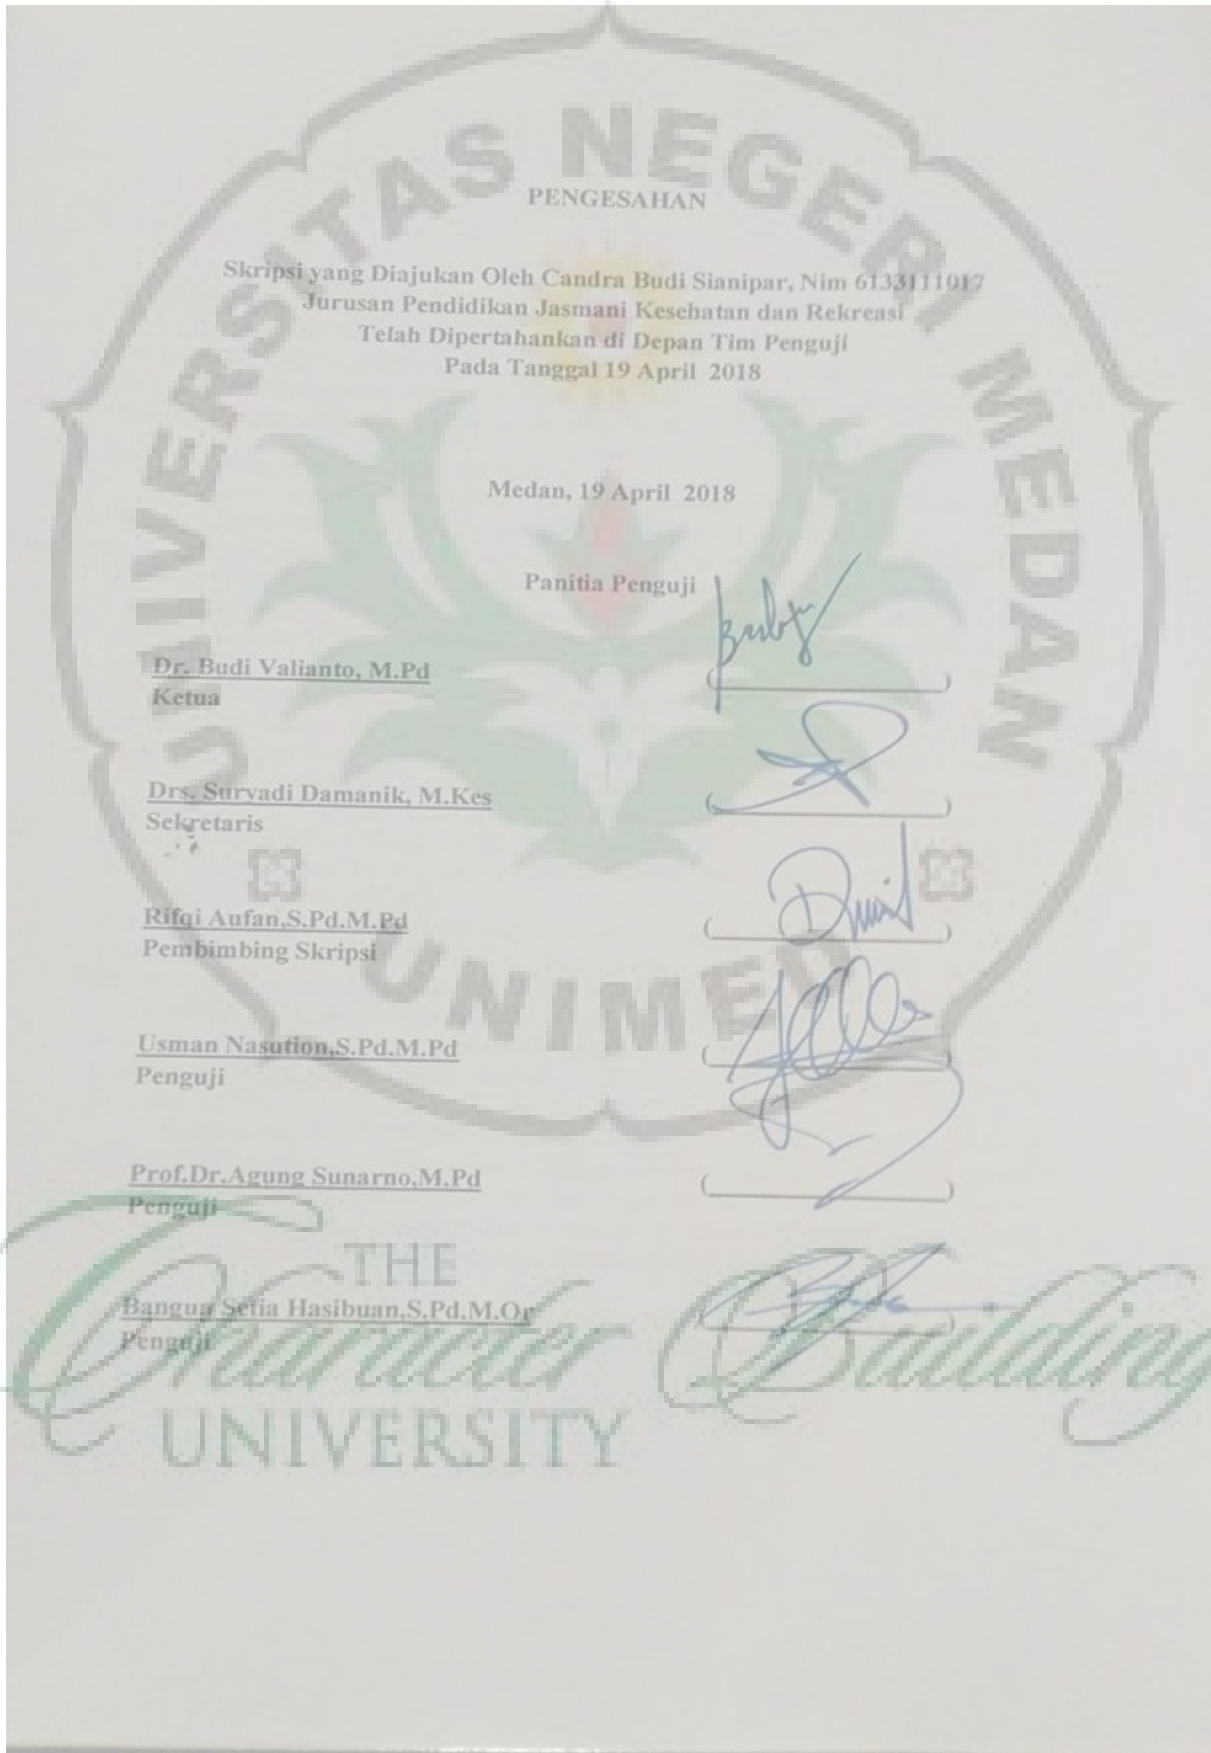 UNIVERSITAS NEGERI MEDAN
PENGESAHAN
Skripsi yang Diajukan Oleh Candra Budi Sianipar, Nim 6133111017
Jurusan Pendidikan Jasmani Kesehatan dan Rekreasi
Telah Dipertahankan di Depan Tim Penguji
Pada Tanggal 19 April 2018
Medan, 19 April 2018
Panitia Penguji
Dr. Budi Valianto, M.Pd
Ketua
( )
Drs. Suryadi Damanik, M.Kes
Sekretaris
( )
Rifqi Aufan,S.Pd.M.Pd
Pembimbing Skripsi
( )
UNIMED
Usman Nasution,S.Pd.M.Pd
Penguji
( )
Prof.Dr.Agung Sunarno,M.Pd
Penguji
( )
Bangun Setia Hasibuan,S.Pd.M.Or
Penguji
( )
THE
Character Building
UNIVERSITY